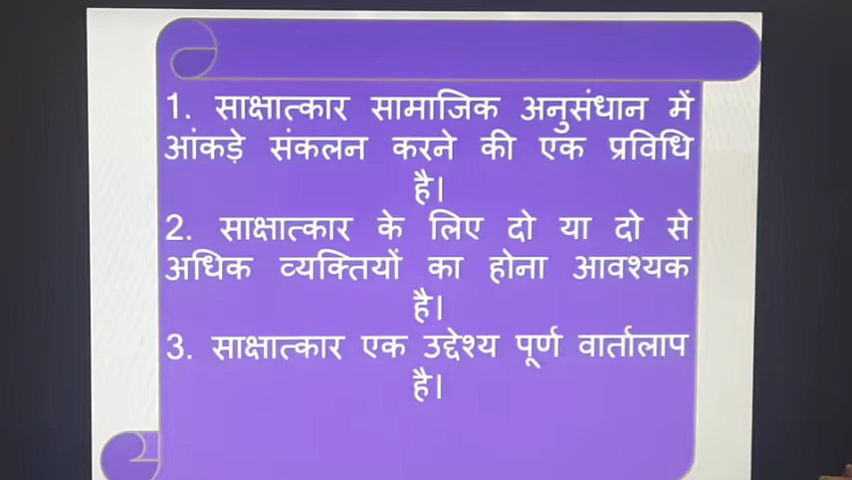 1. साक्षात्कार सामाजिक अनुसंधान में
आंकड़े संकलन करने की एक प्रविधि
है।
2. साक्षात्कार के लिए दो या दो से
अधिक व्यक्तियों का होना आवश्यक
है।
3. साक्षात्कार एक उद्देश्य पूर्ण वार्तालाप
है।